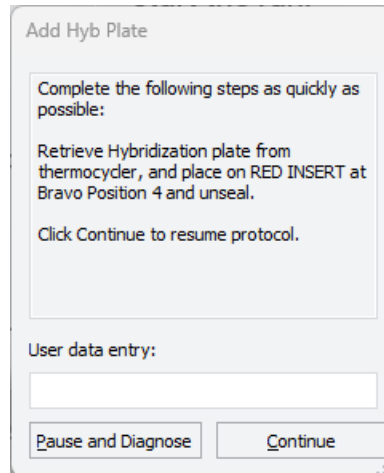 Add Hyb Plate
Complete the following steps as quickly as
possible:
Retrieve Hybridization plate from
thermocycler, and place on RED INSERT at
Bravo Position 4 and unseal.
Click Continue to resume protocol.
User data entry:
Pause and Diagnose
Continue